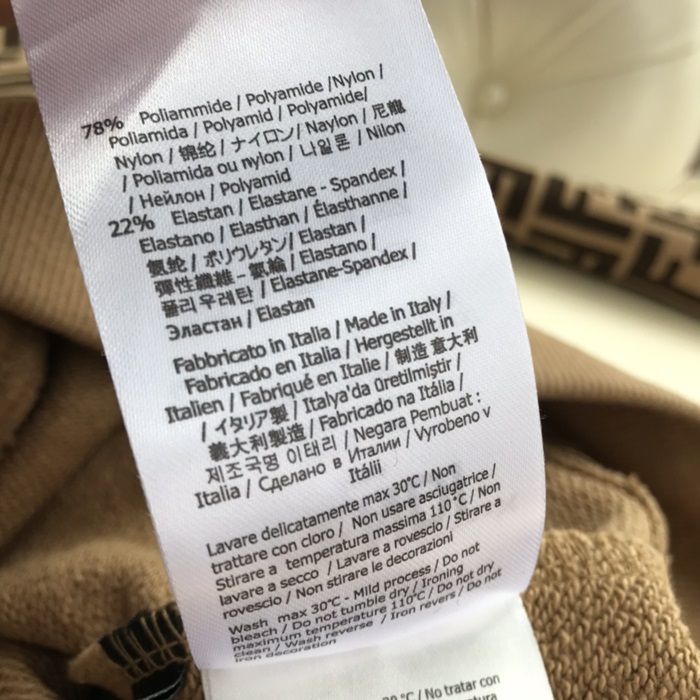 78% Poliammide / Polyamide /Nylon /
Poliamida / Polyamid / Polyamide/
Nylon / 锦纶 / ナイロン/ Naylon / 尼龍
/ Poliamida ou nylon / 나일론 / Nilon
/ Нейлон / Polyamid
22% Elastan / Elastane - Spandex /
Elastano / Elasthan / Élasthanne /
氨纶 / ポリウレタン/ Elastan /
彈性纖維 - 氨綸 / Elastano /
폴리우레탄 / Elastane-Spandex /
Эластан / Elastan
Fabbricato in Italia / Made in Italy /
Fabricado en Italia / Hergestellt in
Italien / Fabriqué en Italie / 制造 意大利
/ イタリア製 / Italya'da üretilmiştir /
義大利製造 / Fabricado na Itália /
제조국명 이태리 / Negara Pembuat :
Italia / Сделано в Италии / Vyrobeno v
Itálii
Lavare delicatamente max 30°C / Non
trattare con cloro / Non usare asciugatrice /
Stirare a temperatura massima 110°C / Non
lavare a secco / Lavare a rovescio / Stirare a
rovescio / Non stirare le decorazioni
Wash max 30°C - Mild process / Do not
bleach / Do not tumble dry / Ironing
maximum temperature 110°C / Do not dry
clean / Wash reverse / Iron revers / Do not
iron decoration
°C / No tratar con